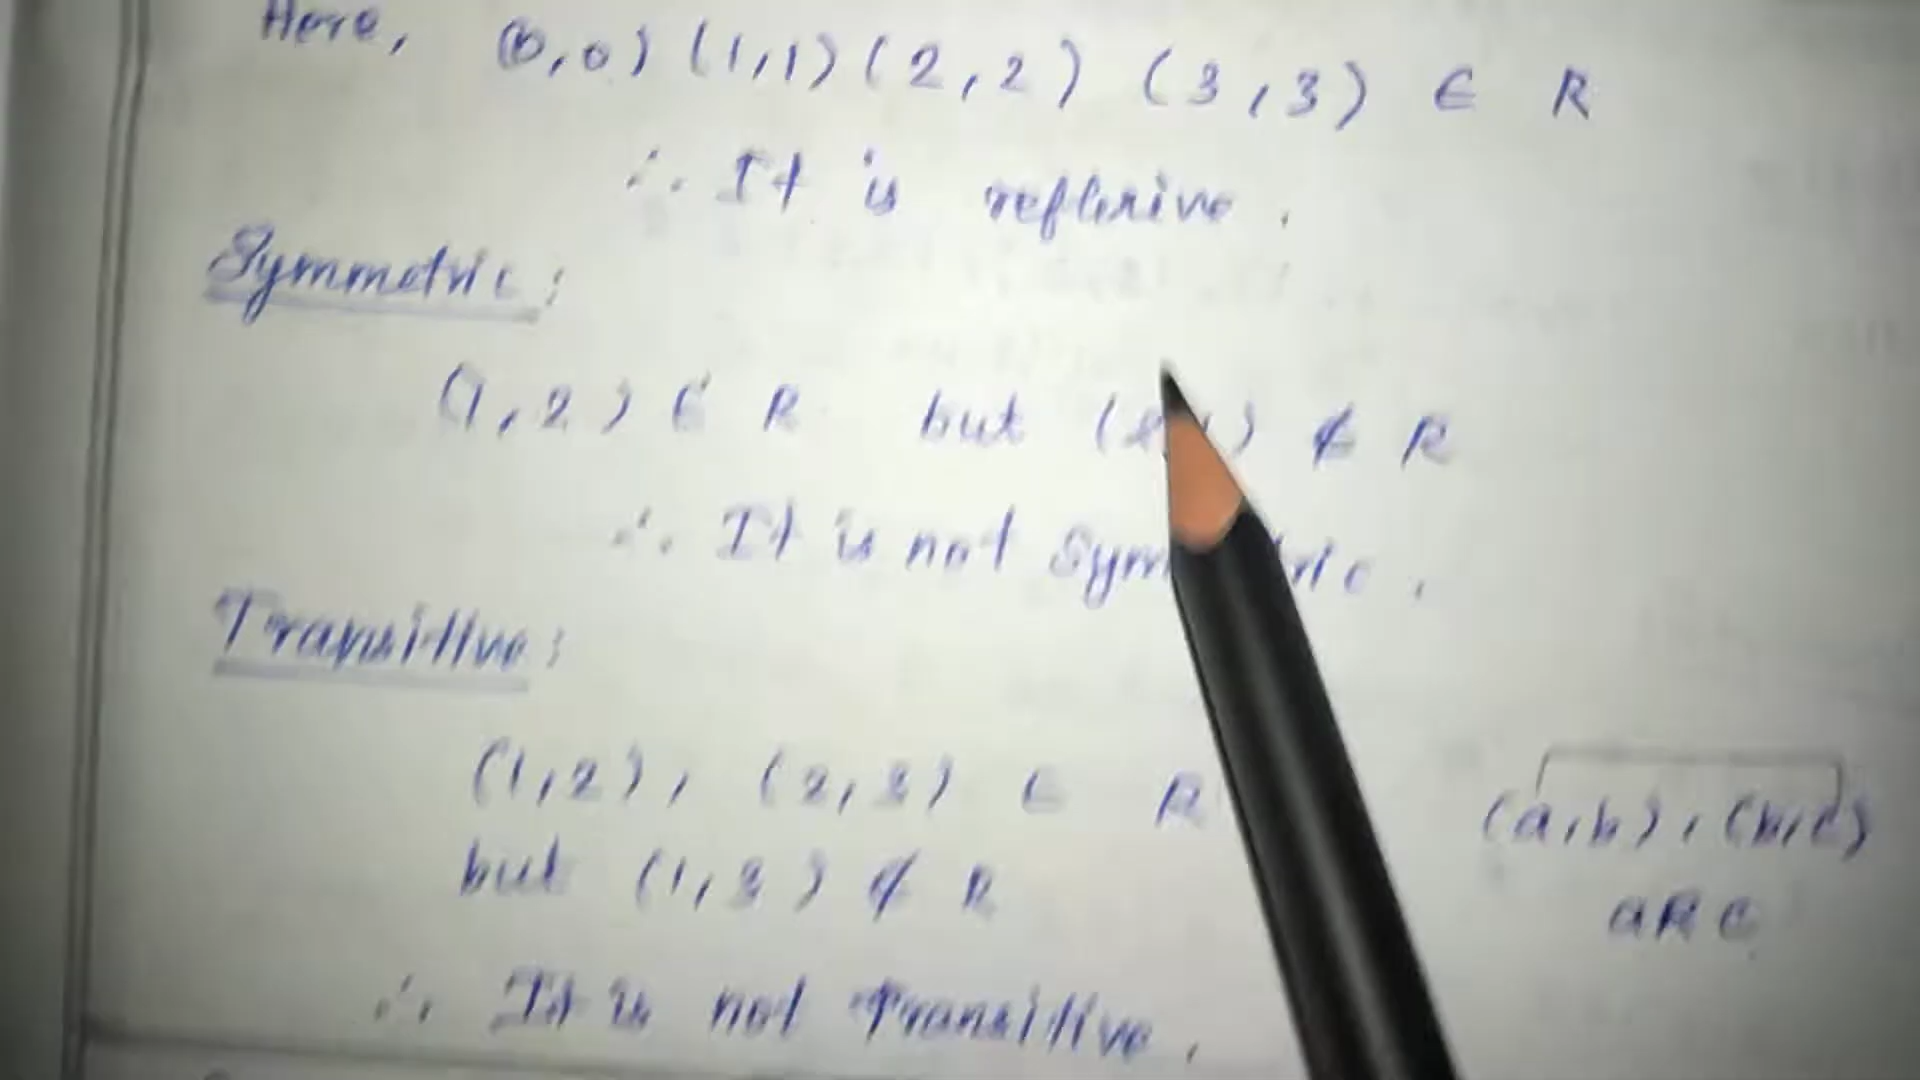 Here, (0,0) (1,1) (2,2) (3,3) ∈ R
∴ It is reflexive.
Symmetric:
(1,2) ∈ R but ∉ R
∴ It is not
Transitive:
(1,2), (2,3) ∈ R
but (1,3) ∉ R
(a,b), (b,c)
aRc
∴ It is not Transitive.